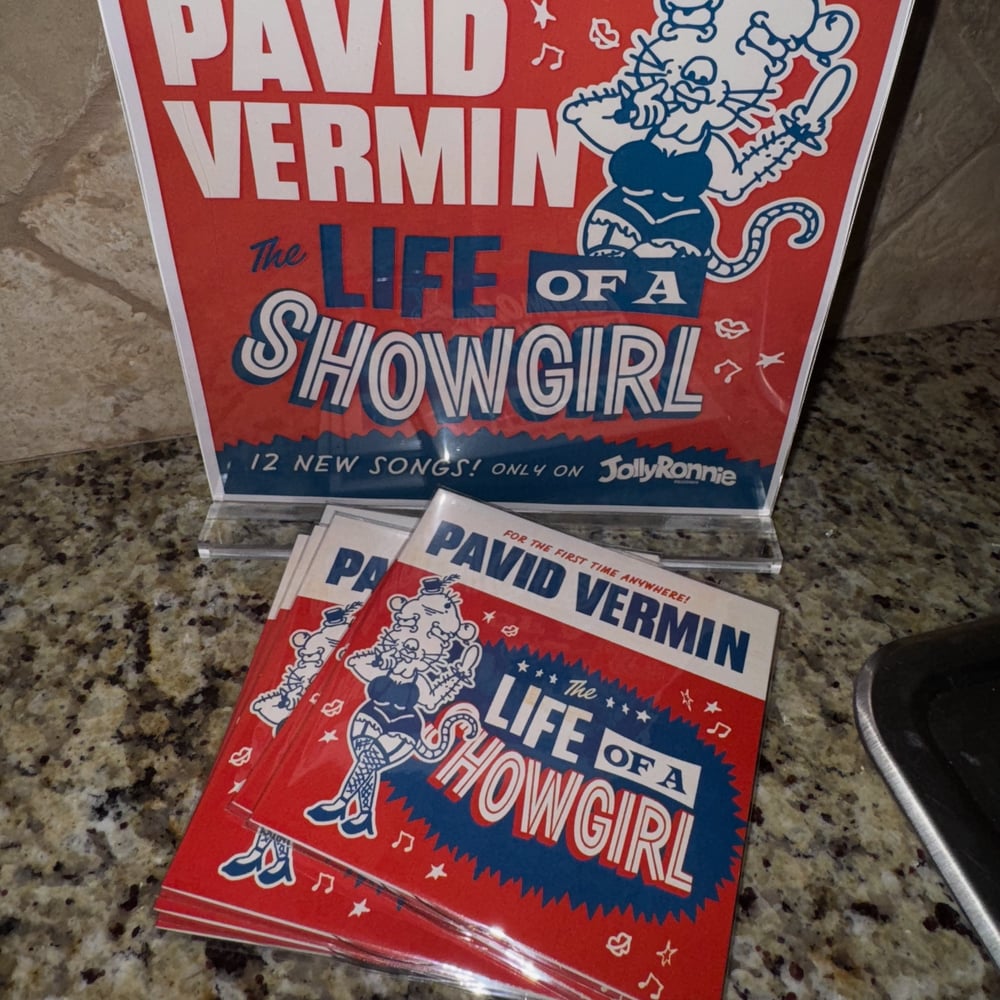 PAVID
VERMIN
The LIFE OF A
SHOWGIRL
12 NEW SONGS! ONLY ON JollyRonnie
FOR THE FIRST TIME ANYWHERE!
PAVID VERMIN
The
LIFE OF A
SHOWGIRL
PA